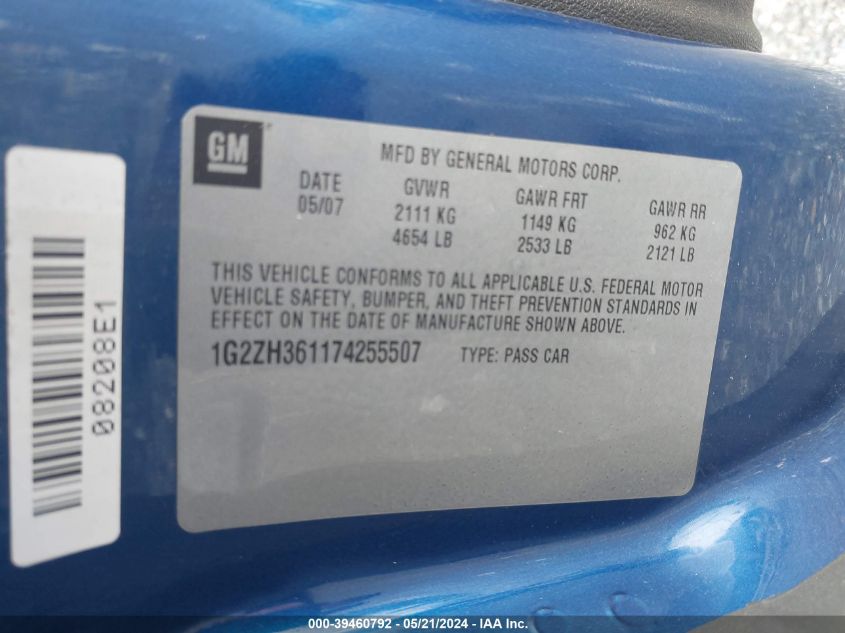 GM
MFD BY GENERAL MOTORS CORP.
DATE GVWR GAWR FRT GAWR RR
05/07 2111 KG 1149 KG 962 KG
4654 LB 2533 LB 2121 LB
THIS VEHICLE CONFORMS TO ALL APPLICABLE U.S. FEDERAL MOTOR
VEHICLE SAFETY, BUMPER, AND THEFT PREVENTION STANDARDS IN
EFFECT ON THE DATE OF MANUFACTURE SHOWN ABOVE.
1G2ZH361174255507 TYPE: PASS CAR
08208E1
000-39460792 - 05/21/2024 - IAA Inc.